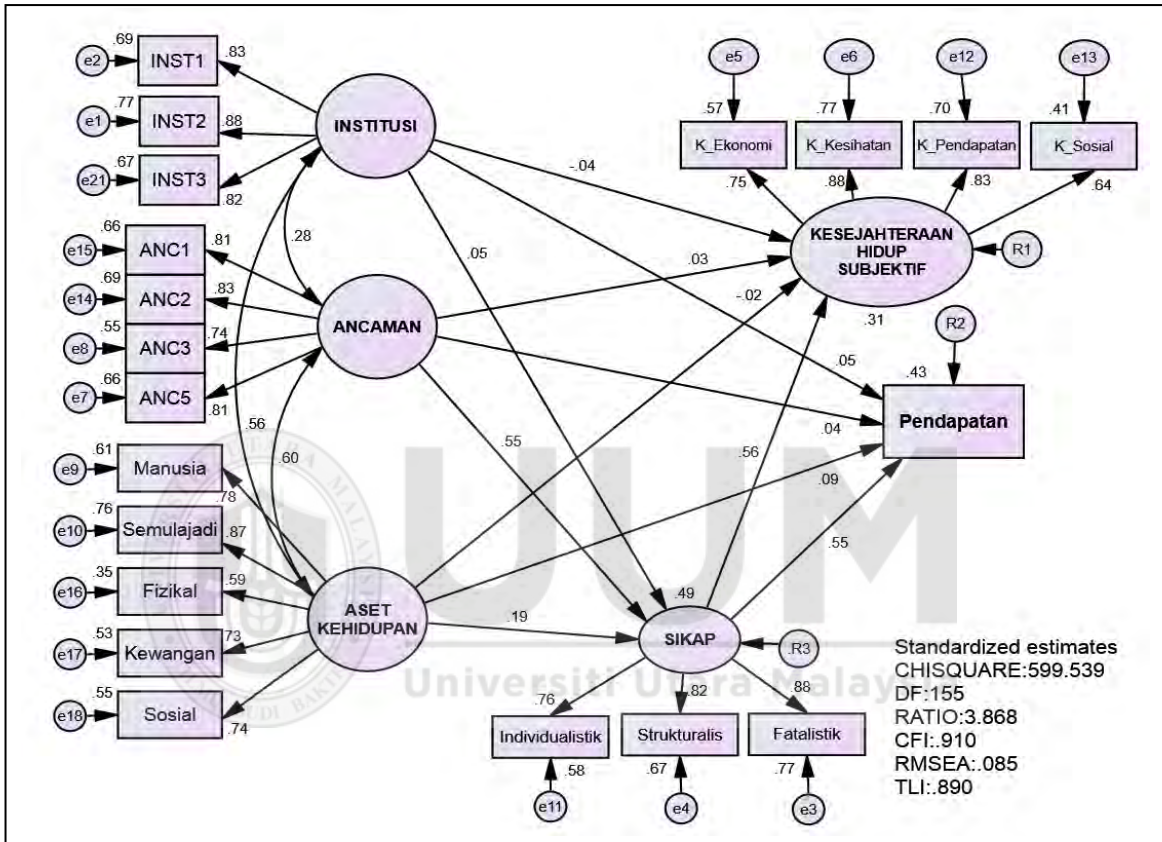 .69
e2
INST1
.83
.77
e1
INST2
.88
.67
e21
INST3
.82
INSTITUSI
.66
e15
ANC1
.81
.69
e14
ANC2
.83
.55
e8
ANC3
.74
.66
e7
ANC5
.81
ANCAMAN
.28
.56
.60
.61
e9
Manusia
.78
.76
e10
Semulajadi
.87
.35
e16
Fizikal
.59
.53
e17
Kewangan
.73
.55
e18
Sosial
.74
ASET
KEHIDUPAN
e5
e6
e12
e13
.57
.77
.70
.41
K_Ekonomi
K_Kesihatan
K_Pendapatan
K_Sosial
.75
.88
.83
.64
KESEJAHTERAAN
HIDUP
SUBJEKTIF
R1
.31
R2
.43
Pendapatan
-.04
.05
.03
-.02
.05
.04
.55
.56
.09
.55
.19
.49
SIKAP
R3
.76
.82
.88
Individualistik
Strukturalis
Fatalistik
.58
.67
.77
e11
e4
e3
Standardized estimates
CHISQUARE:599.539
DF:155
RATIO:3.868
CFI:.910
RMSEA:.085
TLI:.890
UUM
Universiti Utara Malaysia